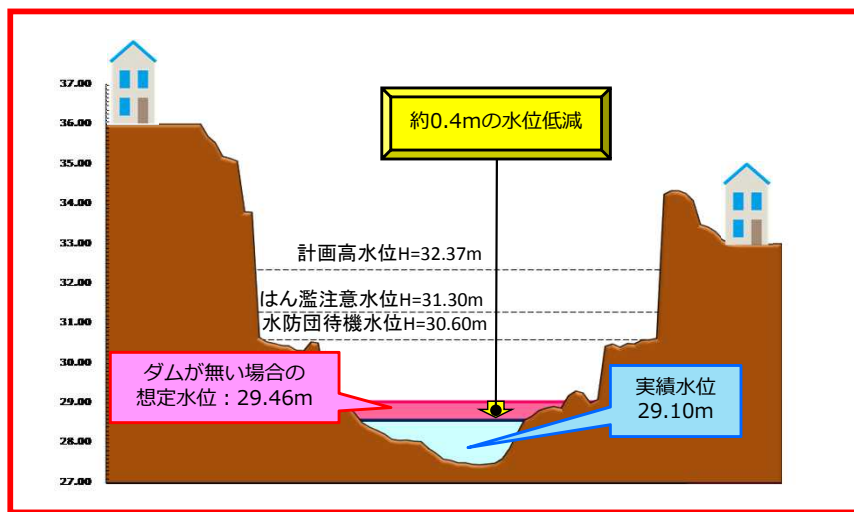 37.00
36.00
35.00
34.00
33.00
32.00
31.00
30.00
29.00
28.00
27.00
約0.4mの水位低減
計画高水位H=32.37m
はん濫注意水位H=31.30m
水防団待機水位H=30.60m
ダムが無い場合の
想定水位：29.46m
実績水位
29.10m